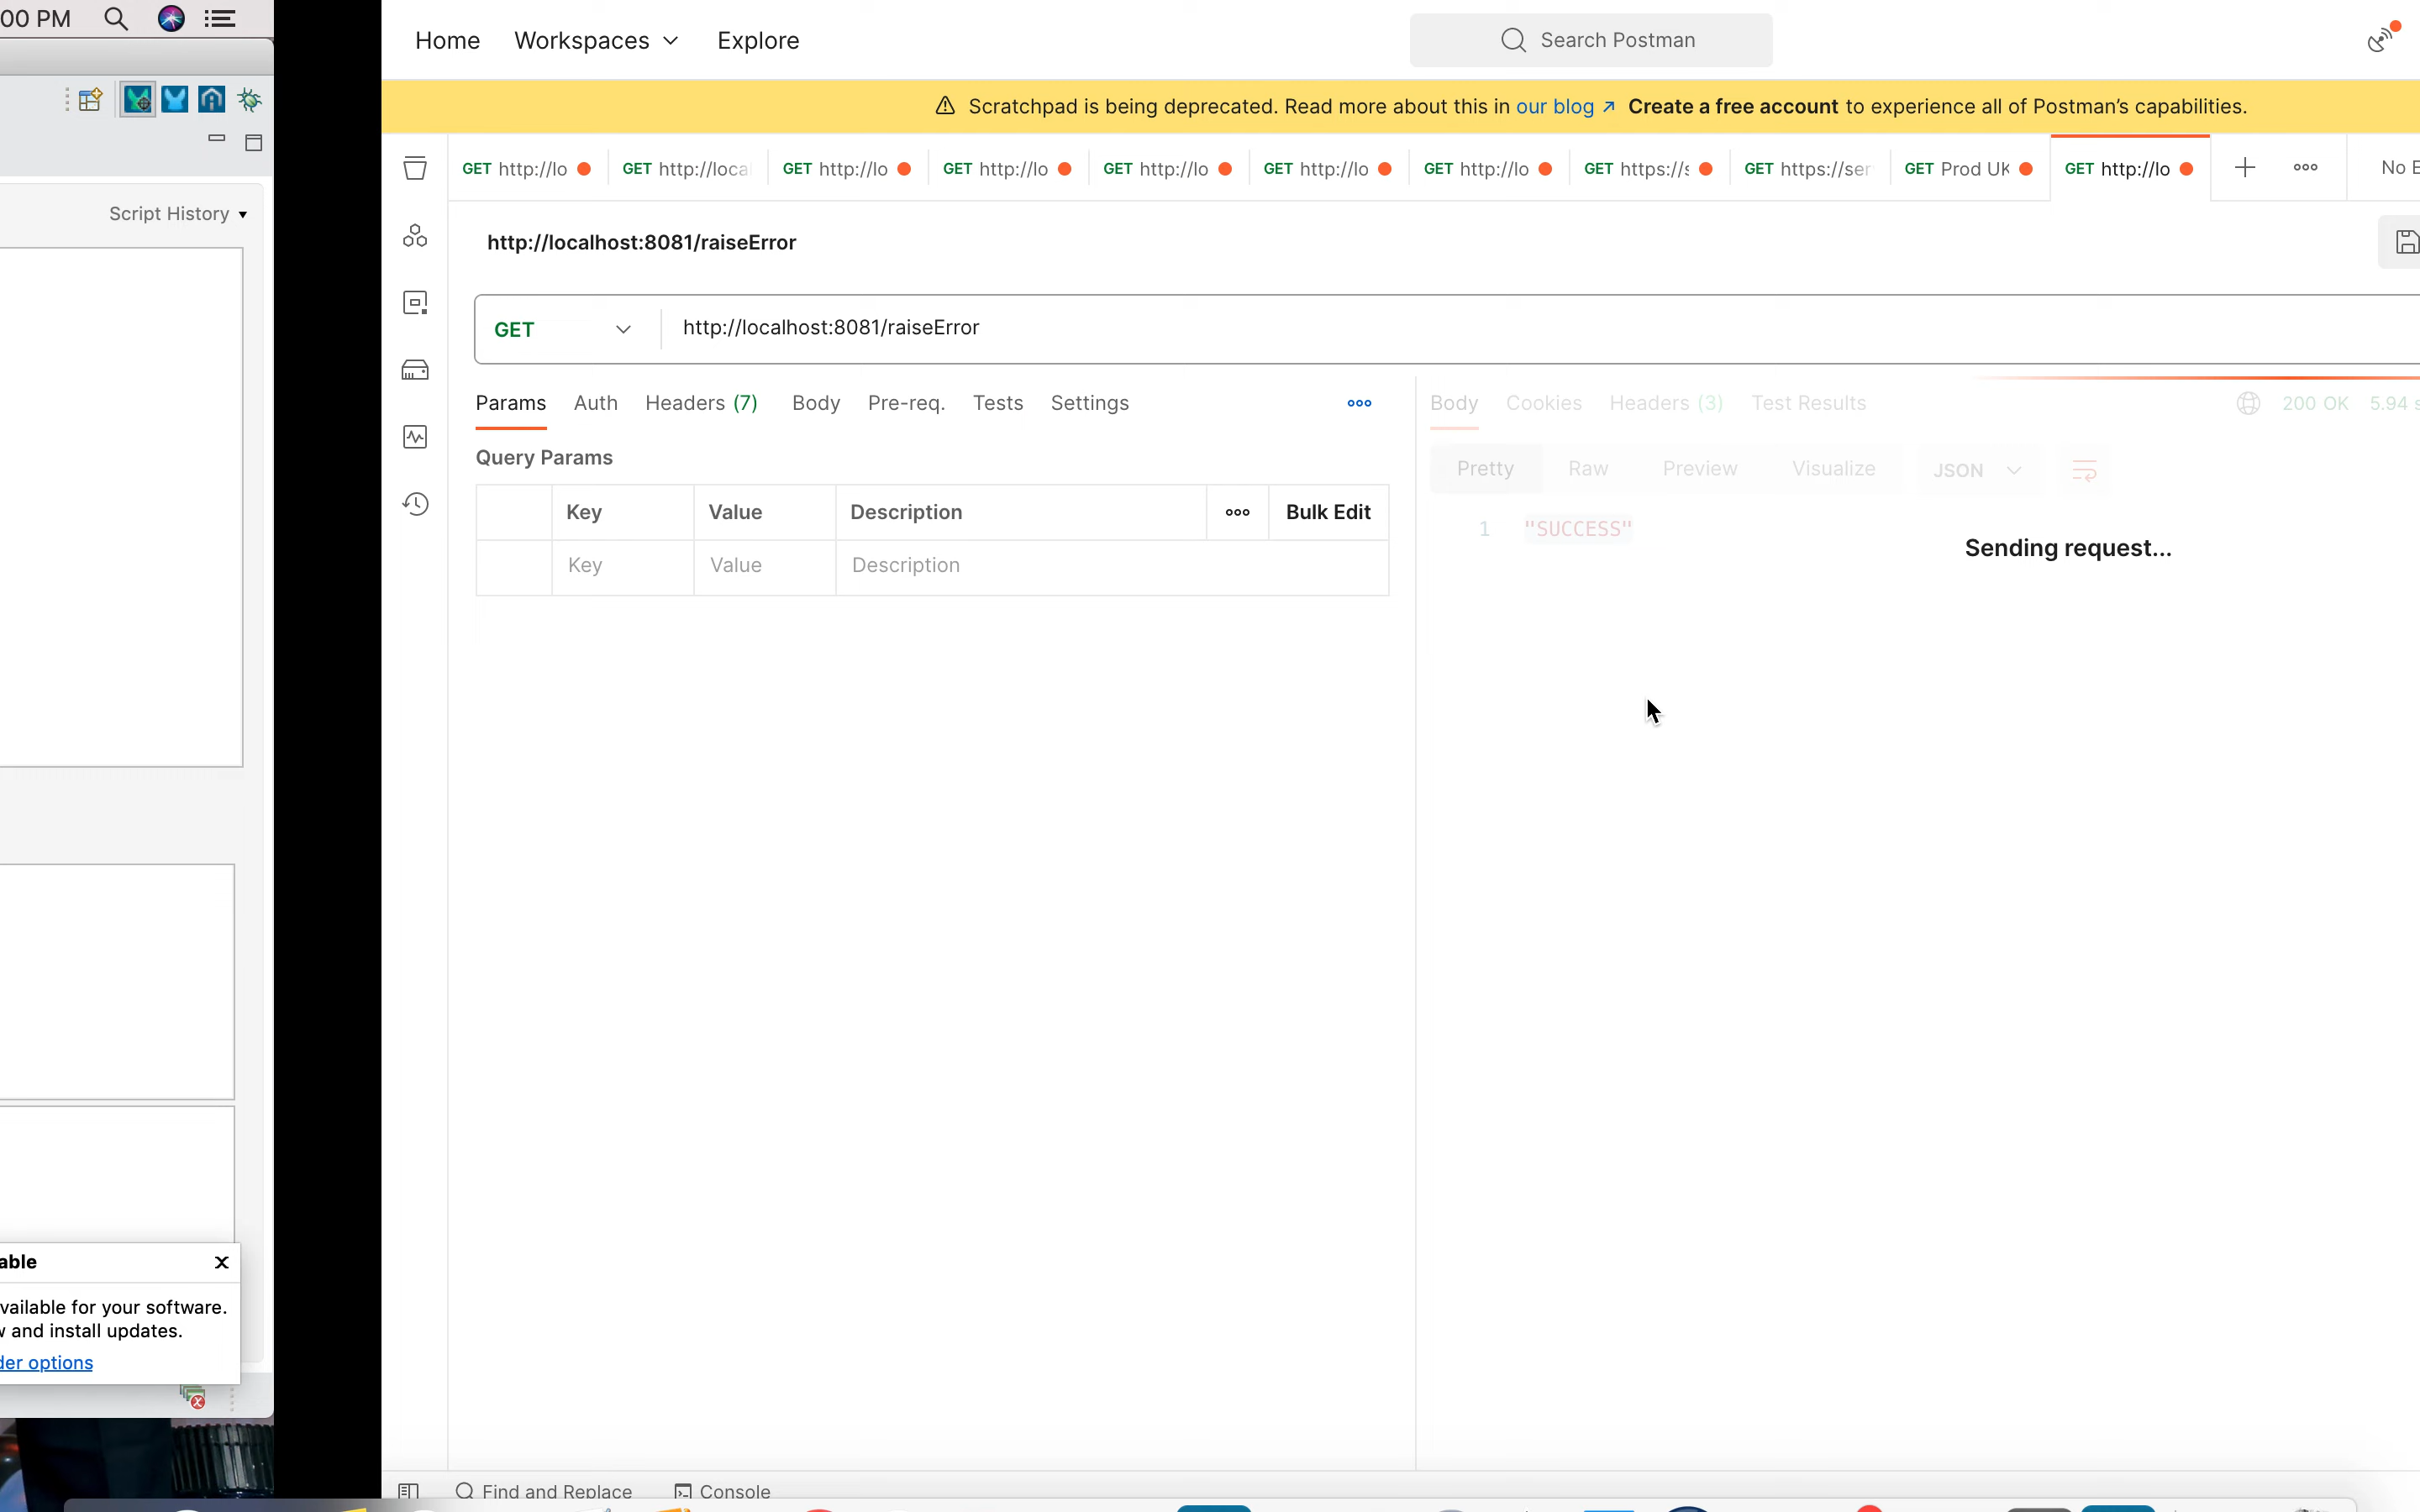 00 PM
Script History
able
vailable for your software.
and install updates.
der options
Home Workspaces Explore
Search Postman
Scratchpad is being deprecated. Read more about this in our blog ↗ Create a free account to experience all of Postman's capabilities.
GET http://lo GET http://loca GET http://lo GET http://lo GET http://lo GET http://lo GET http://lo GET https://s GET https://ser GET Prod UK GET http://lo No E
http://localhost:8081/raiseError
GET http://localhost:8081/raiseError
Params Auth Headers (7) Body Pre-req. Tests Settings
Query Params
Key Value Description Bulk Edit
Key Value Description
Body Cookies Headers (3) Test Results 200 OK 5.94 s
Pretty Raw Preview Visualize JSON
1 "SUCCESS"
Sending request...
Find and Replace Console